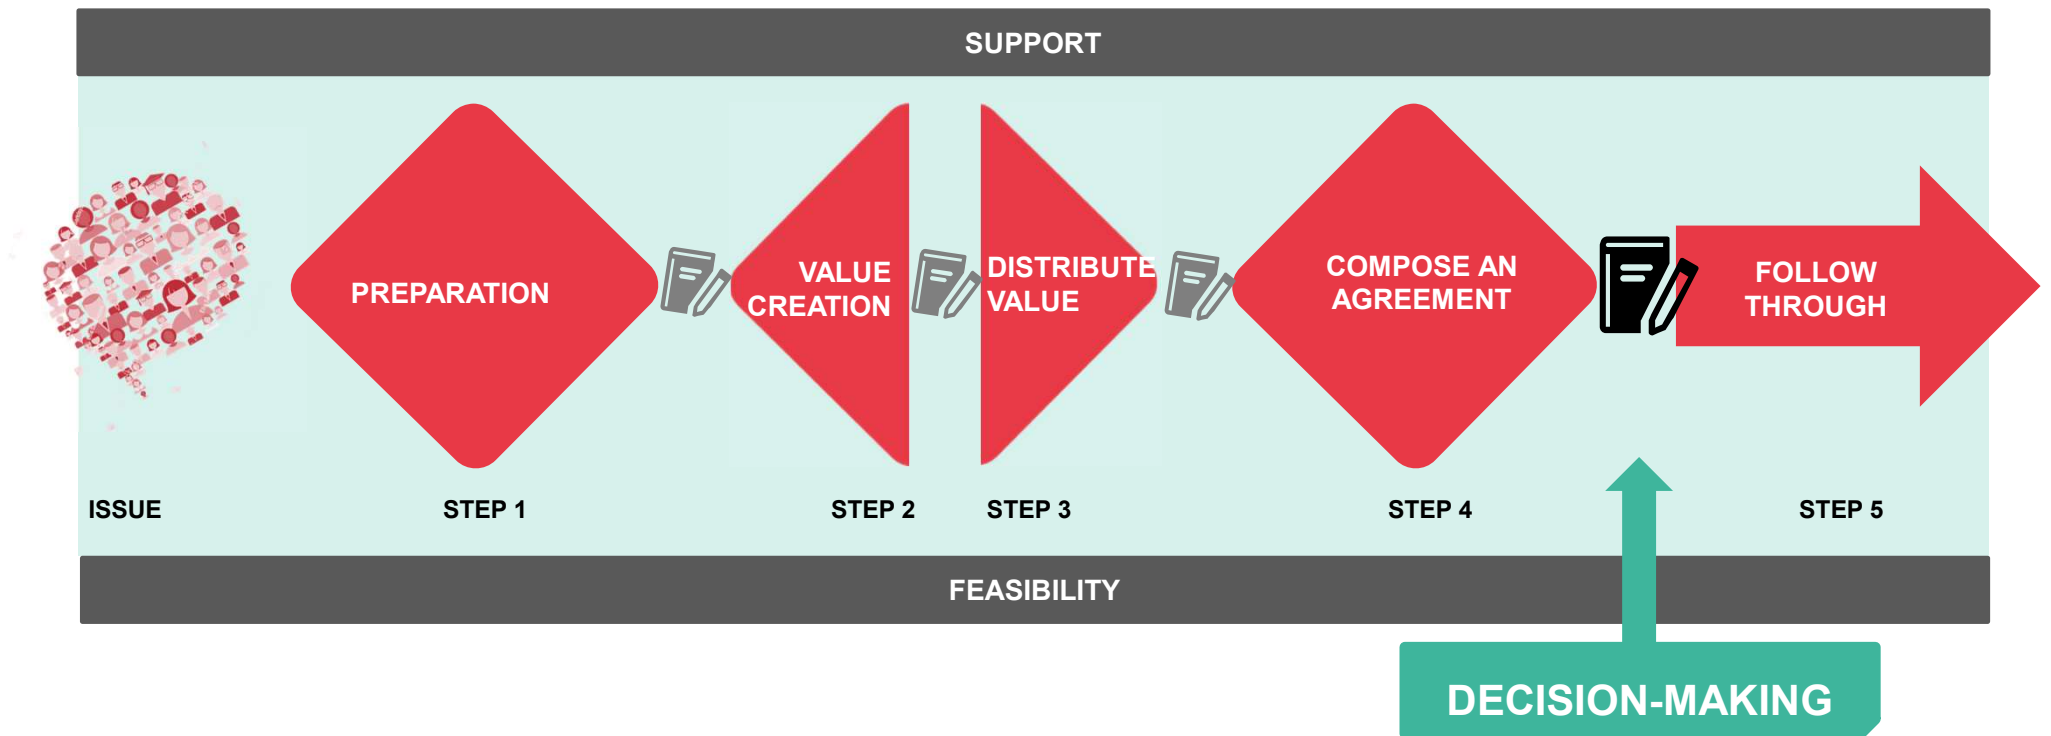 SUPPORT
PREPARATION
VALUE
CREATION
DISTRIBUTE
VALUE
COMPOSE AN
AGREEMENT
FOLLOW
THROUGH
ISSUE
STEP 1
STEP 2
STEP 3
STEP 4
STEP 5
FEASIBILITY
DECISION-MAKING